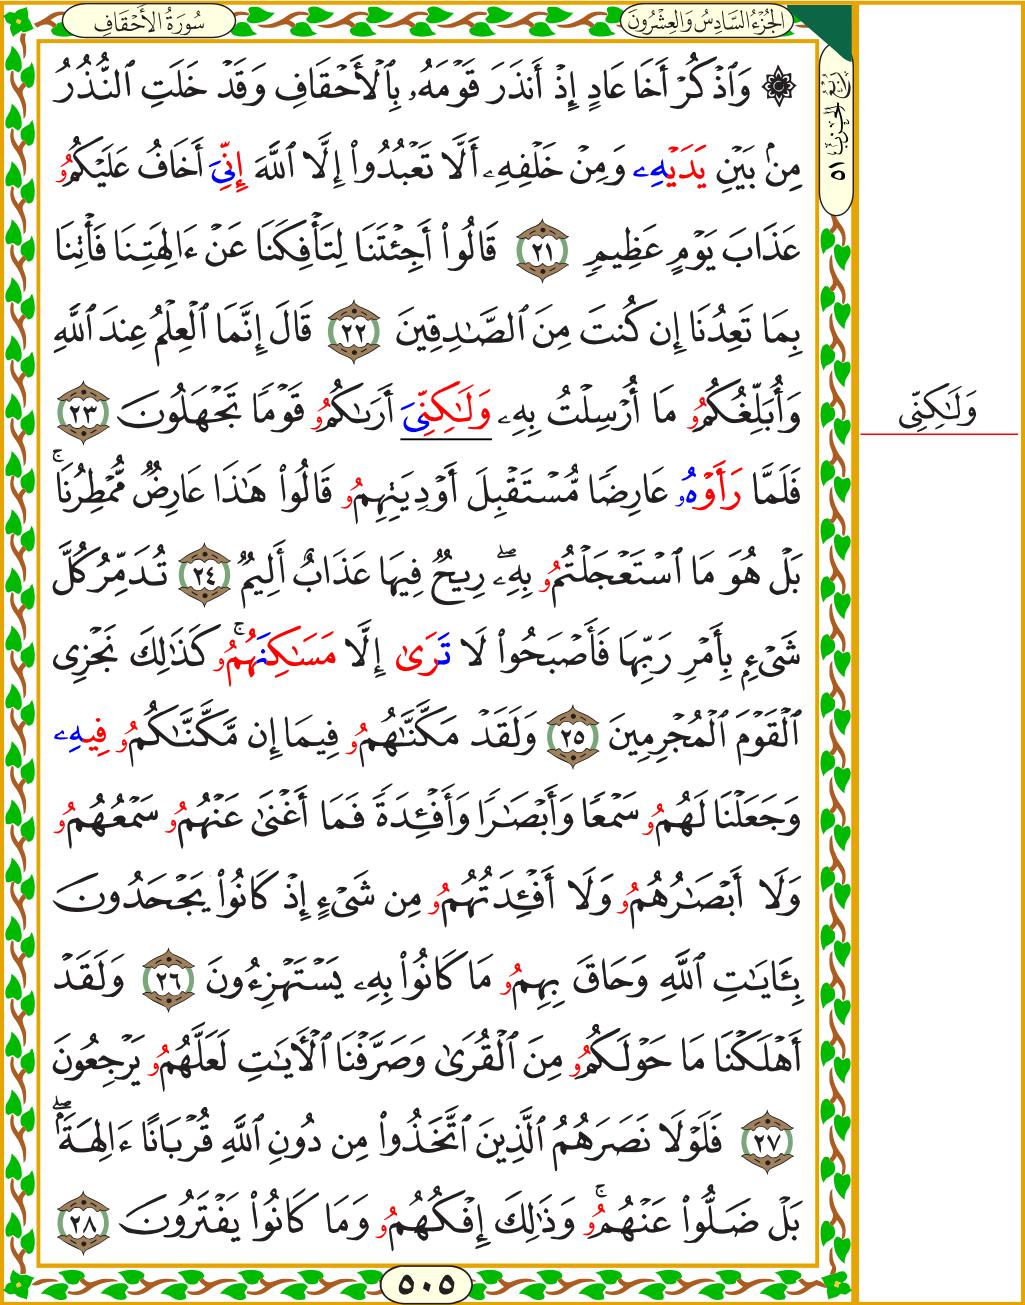 سُورَةُ الأَحْقَافِ
الجُزْءُ السَّادِسُ وَالعِشْرُونَ
۞ وَٱذْكُرْ أَخَا عَادٍ إِذْ أَنذَرَ قَوْمَهُۥ بِٱلْأَحْقَافِ وَقَدْ خَلَتِ ٱلنُّذُرُ
مِنۢ بَيْنِ يَدَيْهِۦ وَمِنْ خَلْفِهِۦ أَلَّا تَعْبُدُوا۟ إِلَّا ٱللَّهَ إِنِّىَ أَخَافُ عَلَيْكُمُۥ
عَذَابَ يَوْمٍ عَظِيمٍ ٢١ قَالُوٓا۟ أَجِئْتَنَا لِتَأْفِكَنَا عَنْ ءَالِهَتِنَا فَأْتِنَا
بِمَا تَعِدُنَا إِن كُنتَ مِنَ ٱلصَّـٰدِقِينَ ٢٢ قَالَ إِنَّمَا ٱلْعِلْمُ عِندَ ٱللَّهِ
وَأُبَلِّغُكُمُو مَا أُرْسِلْتُ بِهِۦ وَلَـٰكِنِّىَ أَرَىٰكُمُو قَوْمًا تَجْهَلُونَ ٢٣
وَلَـٰكِنِّى
فَلَمَّا رَأَوْهُۥ عَارِضًا مُّسْتَقْبِلَ أَوْدِيَتِهِمُو قَالُوا۟ هَـٰذَا عَارِضٌ مُّمْطِرُنَا ۚ
بَلْ هُوَ مَا ٱسْتَعْجَلْتُمُو بِهِۦ ۖ رِيحٌ فِيهَا عَذَابٌ أَلِيمٌ ٢٤ تُدَمِّرُ كُلَّ
شَىْءٍۭ بِأَمْرِ رَبِّهَا فَأَصْبَحُوا۟ لَا تَرَىٰ إِلَّا مَسَـٰكِنَهُمُو ۚ كَذَٰلِكَ نَجْزِى
ٱلْقَوْمَ ٱلْمُجْرِمِينَ ٢٥ وَلَقَدْ مَكَّنَّـٰهُمُو فِيمَا إِن مَّكَّنَّـٰكُمُو فِيهِۦ
وَجَعَلْنَا لَهُمُو سَمْعًا وَأَبْصَـٰرًا وَأَفْـِٔدَةً فَمَا أَغْنَىٰ عَنْهُمُو سَمْعُهُمُو
وَلَا أَبْصَـٰرُهُمُو وَلَا أَفْـِٔدَتُهُمُو مِن شَىْءٍ إِذْ كَانُوا۟ يَجْحَدُونَ
بِـَٔايَـٰتِ ٱللَّهِ وَحَاقَ بِهِمُو مَا كَانُوا۟ بِهِۦ يَسْتَهْزِءُونَ ٢٦ وَلَقَدْ
أَهْلَكْنَا مَا حَوْلَكُمُو مِنَ ٱلْقُرَىٰ وَصَرَّفْنَا ٱلْـَٔايَـٰتِ لَعَلَّهُمُو يَرْجِعُونَ
٢٧ فَلَوْلَا نَصَرَهُمُ ٱلَّذِينَ ٱتَّخَذُوا۟ مِن دُونِ ٱللَّهِ قُرْبَانًا ءَالِهَةًۢ ۖ
بَلْ ضَلُّوا۟ عَنْهُمُو ۚ وَذَٰلِكَ إِفْكُهُمُو وَمَا كَانُوا۟ يَفْتَرُونَ ٢٨
٥٠٥